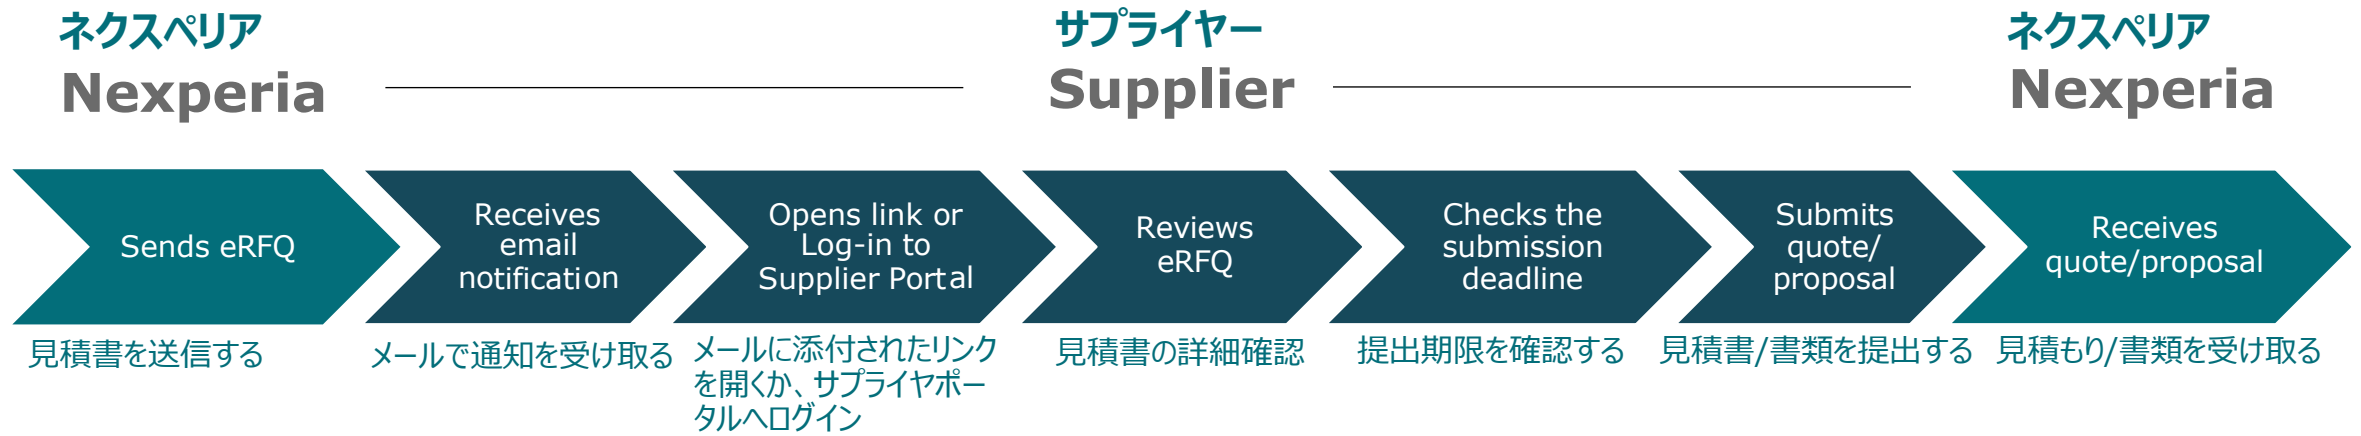 ネクスペリア
Nexperia
サプライヤー
Supplier
ネクスペリア
Nexperia
Sends eRFQ
Receives
email
notification
Opens link or
Log-in to
Supplier Portal
Reviews
eRFQ
Checks the
submission
deadline
Submits
quote/
proposal
Receives
quote/proposal
見積書を送信する
メールで通知を受け取る
メールに添付されたリンク
を開くか、サプライヤポー
タルへログイン
見積書の詳細確認
提出期限を確認する
見積書/書類を提出する
見積もり/書類を受け取る